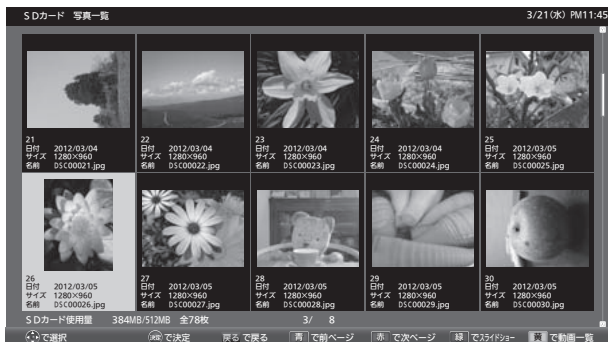 SDカード 写真一覧 3/21(水) PM11:45
21
日付 2012/03/04
サイズ 1280×960
名前 DSC00021.jpg
22
日付 2012/03/04
サイズ 1280×960
名前 DSC00022.jpg
23
日付 2012/03/04
サイズ 1280×960
名前 DSC00023.jpg
24
日付 2012/03/04
サイズ 1280×960
名前 DSC00024.jpg
25
日付 2012/03/05
サイズ 1280×960
名前 DSC00025.jpg
26
日付 2012/03/05
サイズ 1280×960
名前 DSC00026.jpg
27
日付 2012/03/05
サイズ 1280×960
名前 DSC00027.jpg
28
日付 2012/03/05
サイズ 1280×960
名前 DSC00028.jpg
29
日付 2012/03/05
サイズ 1280×960
名前 DSC00029.jpg
30
日付 2012/03/05
サイズ 1280×960
名前 DSC00030.jpg
SDカード使用量 384MB/512MB 全78枚 3/ 8
で選択 決定 で決定 戻る で戻る 青 で前ページ 赤 で次ページ 緑 でスライドショー 黄 で動画一覧